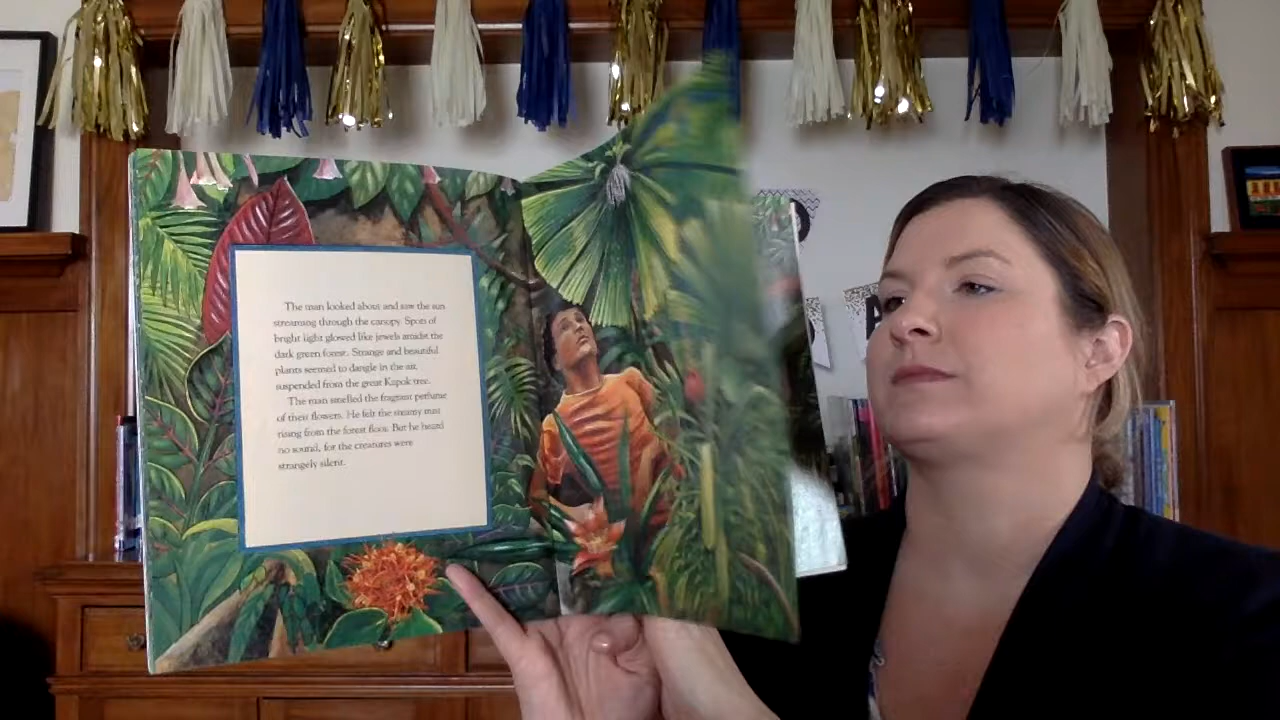 The man looked about and saw the sun
streaming through the canopy. Spots of
bright light glowed like jewels amidst the
dark green forest. Strange and beautiful
plants seemed to dangle in the air,
suspended from the great Kapok tree.
The man smelled the fragrant perfume
of their flowers. He felt the steamy mist
rising from the forest floor. But he heard
no sound, for the creatures were
strangely silent.